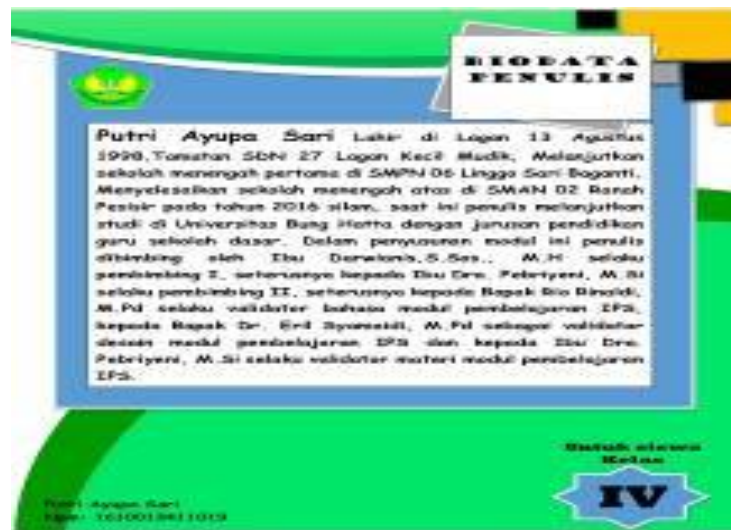 BIODATA
PENULIS
Putri Ayupa Sari Lahir di Lagan 13 Agustus
1998.Tamatan SDN 27 Lagan Kecil Mudik, Melanjutkan
sekolah menengah pertama di SMPN 06 Linggo Sari Baganti.
Menyelesaikan sekolah menengah atas di SMAN 02 Ranah
Pesisir pada tahun 2016 silam, saat ini penulis melanjutkan
studi di Universitas Bung Hatta dengan jurusan pendidikan
guru sekolah dasar. Dalam penyusunan modul ini penulis
dibimbing oleh Ibu Darwianis,S.Sos., M.H selaku
pembimbing I, seterusnya kepada Ibu Dra. Pebriyeni, M.Si
selaku pembimbing II, seterusnya kepada Bapak Rio Rinaldi,
M.Pd selaku validator bahasa modul pembelajaran IPS,
kepada Bapak Dr. Eril Syamsidi, M.Pd sebagai validator
desain modul pembelajaran IPS dan kepada Ibu Dra.
Pebriyeni, M.Si selaku validator materi modul pembelajaran
IPS.
Untuk siswa
Kelas
IV
Putri Ayupa Sari